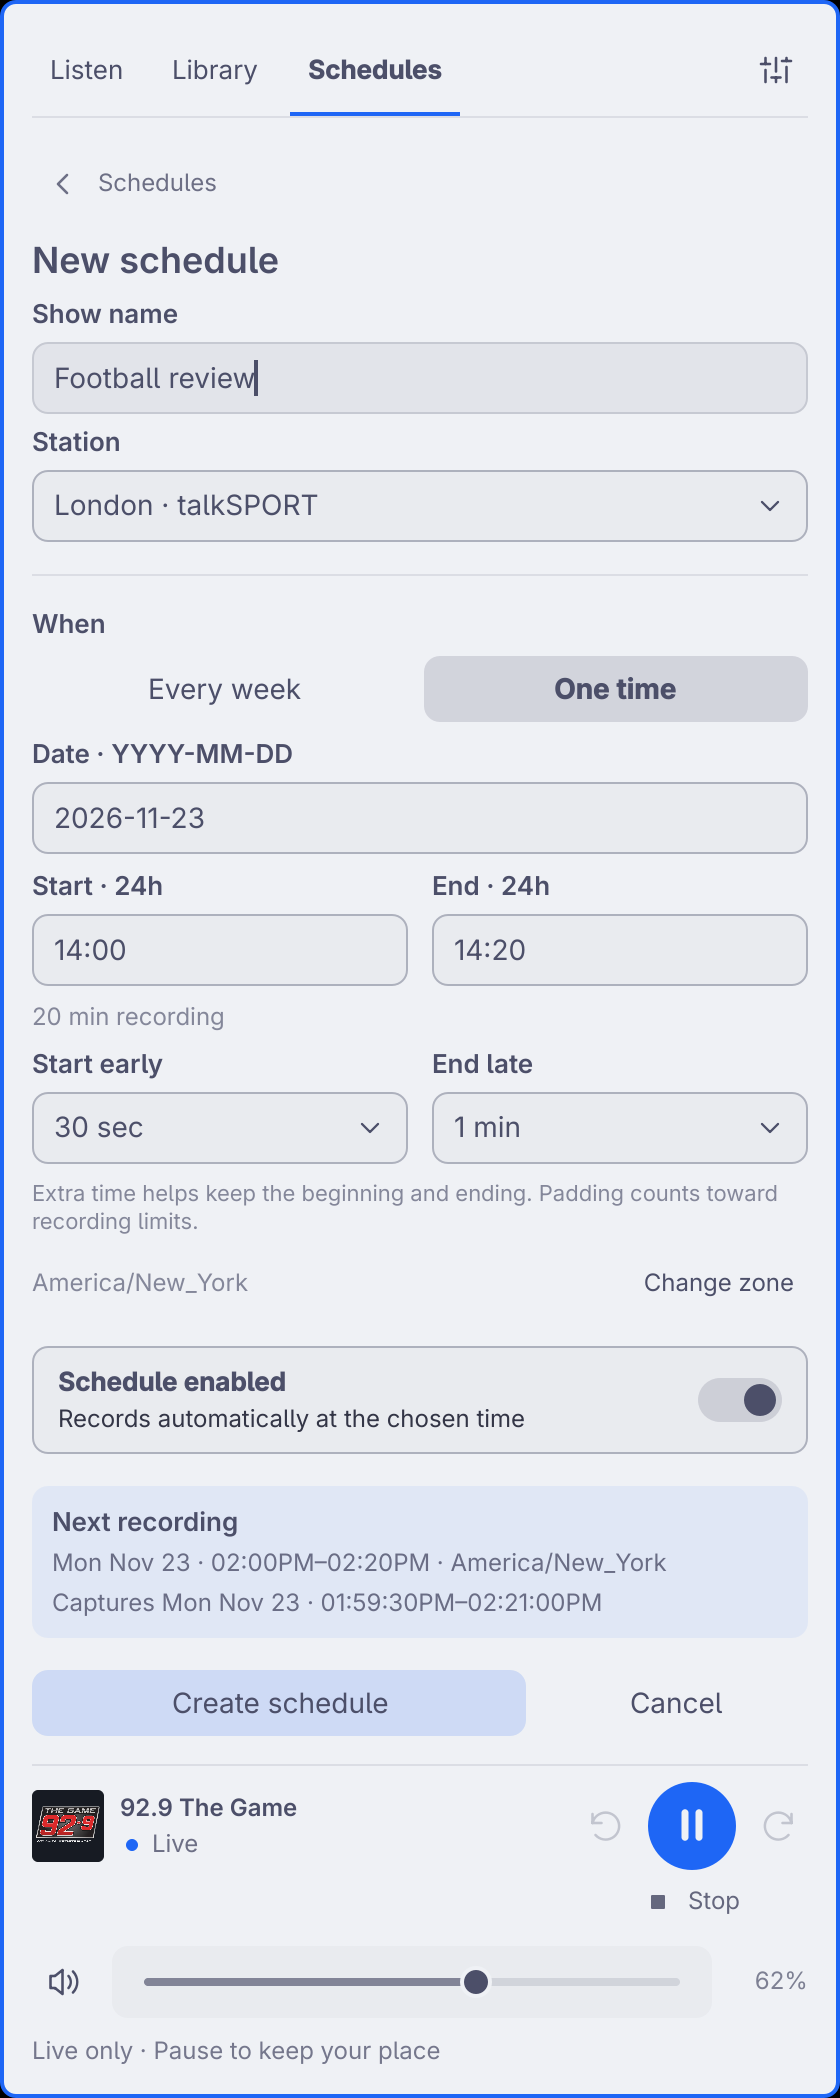 Listen Library Schedules
Schedules
New schedule
Show name
Football review
Station
London · talkSPORT
When
Every week One time
Date · YYYY-MM-DD
2026-11-23
Start · 24h End · 24h
14:00 14:20
20 min recording
Start early End late
30 sec 1 min
Extra time helps keep the beginning and ending. Padding counts toward
recording limits.
America/New_York Change zone
Schedule enabled
Records automatically at the chosen time
Next recording
Mon Nov 23 · 02:00PM–02:20PM · America/New_York
Captures Mon Nov 23 · 01:59:30PM–02:21:00PM
Create schedule Cancel
THE GAME
92.9
92.9 The Game
Live
Stop
62%
Live only · Pause to keep your place